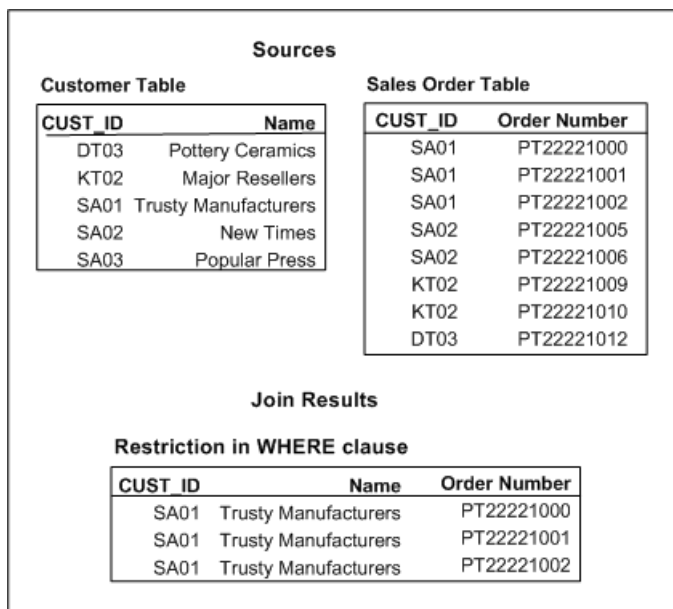 Sources
Customer Table
CUST_ID Name
DT03 Pottery Ceramics
KT02 Major Resellers
SA01 Trusty Manufacturers
SA02 New Times
SA03 Popular Press
Sales Order Table
CUST_ID Order Number
SA01 PT22221000
SA01 PT22221001
SA01 PT22221002
SA02 PT22221005
SA02 PT22221006
KT02 PT22221009
KT02 PT22221010
DT03 PT22221012
Join Results
Restriction in WHERE clause
CUST_ID Name Order Number
SA01 Trusty Manufacturers PT22221000
SA01 Trusty Manufacturers PT22221001
SA01 Trusty Manufacturers PT22221002